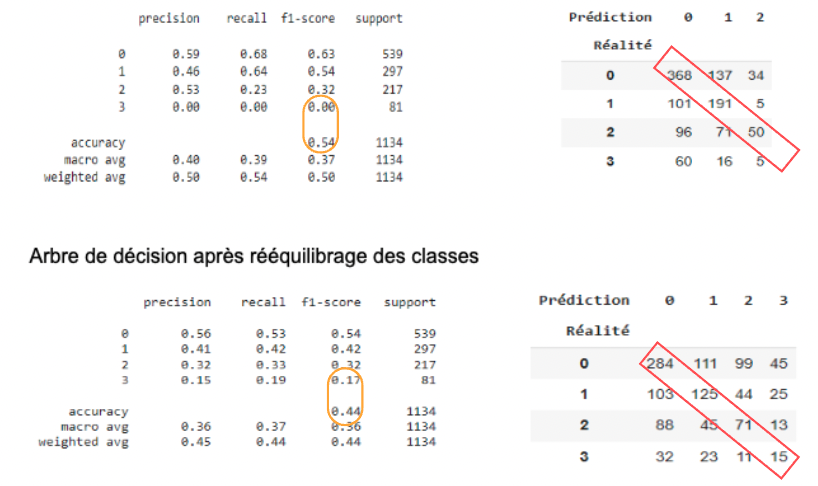 precision recall f1-score support
0 0.59 0.68 0.63 539
1 0.46 0.64 0.54 297
2 0.53 0.23 0.32 217
3 0.00 0.00 0.00 81
accuracy 0.54 1134
macro avg 0.40 0.39 0.37 1134
weighted avg 0.50 0.54 0.50 1134
Prédiction 0 1 2
Réalité
0 368 137 34
1 101 191 5
2 96 71 50
3 60 16 5
Arbre de décision après rééquilibrage des classes
precision recall f1-score support
0 0.56 0.53 0.54 539
1 0.41 0.42 0.42 297
2 0.32 0.33 0.32 217
3 0.15 0.19 0.17 81
accuracy 0.44 1134
macro avg 0.36 0.37 0.36 1134
weighted avg 0.45 0.44 0.44 1134
Prédiction 0 1 2 3
Réalité
0 284 111 99 45
1 103 125 44 25
2 88 45 71 13
3 32 23 11 15